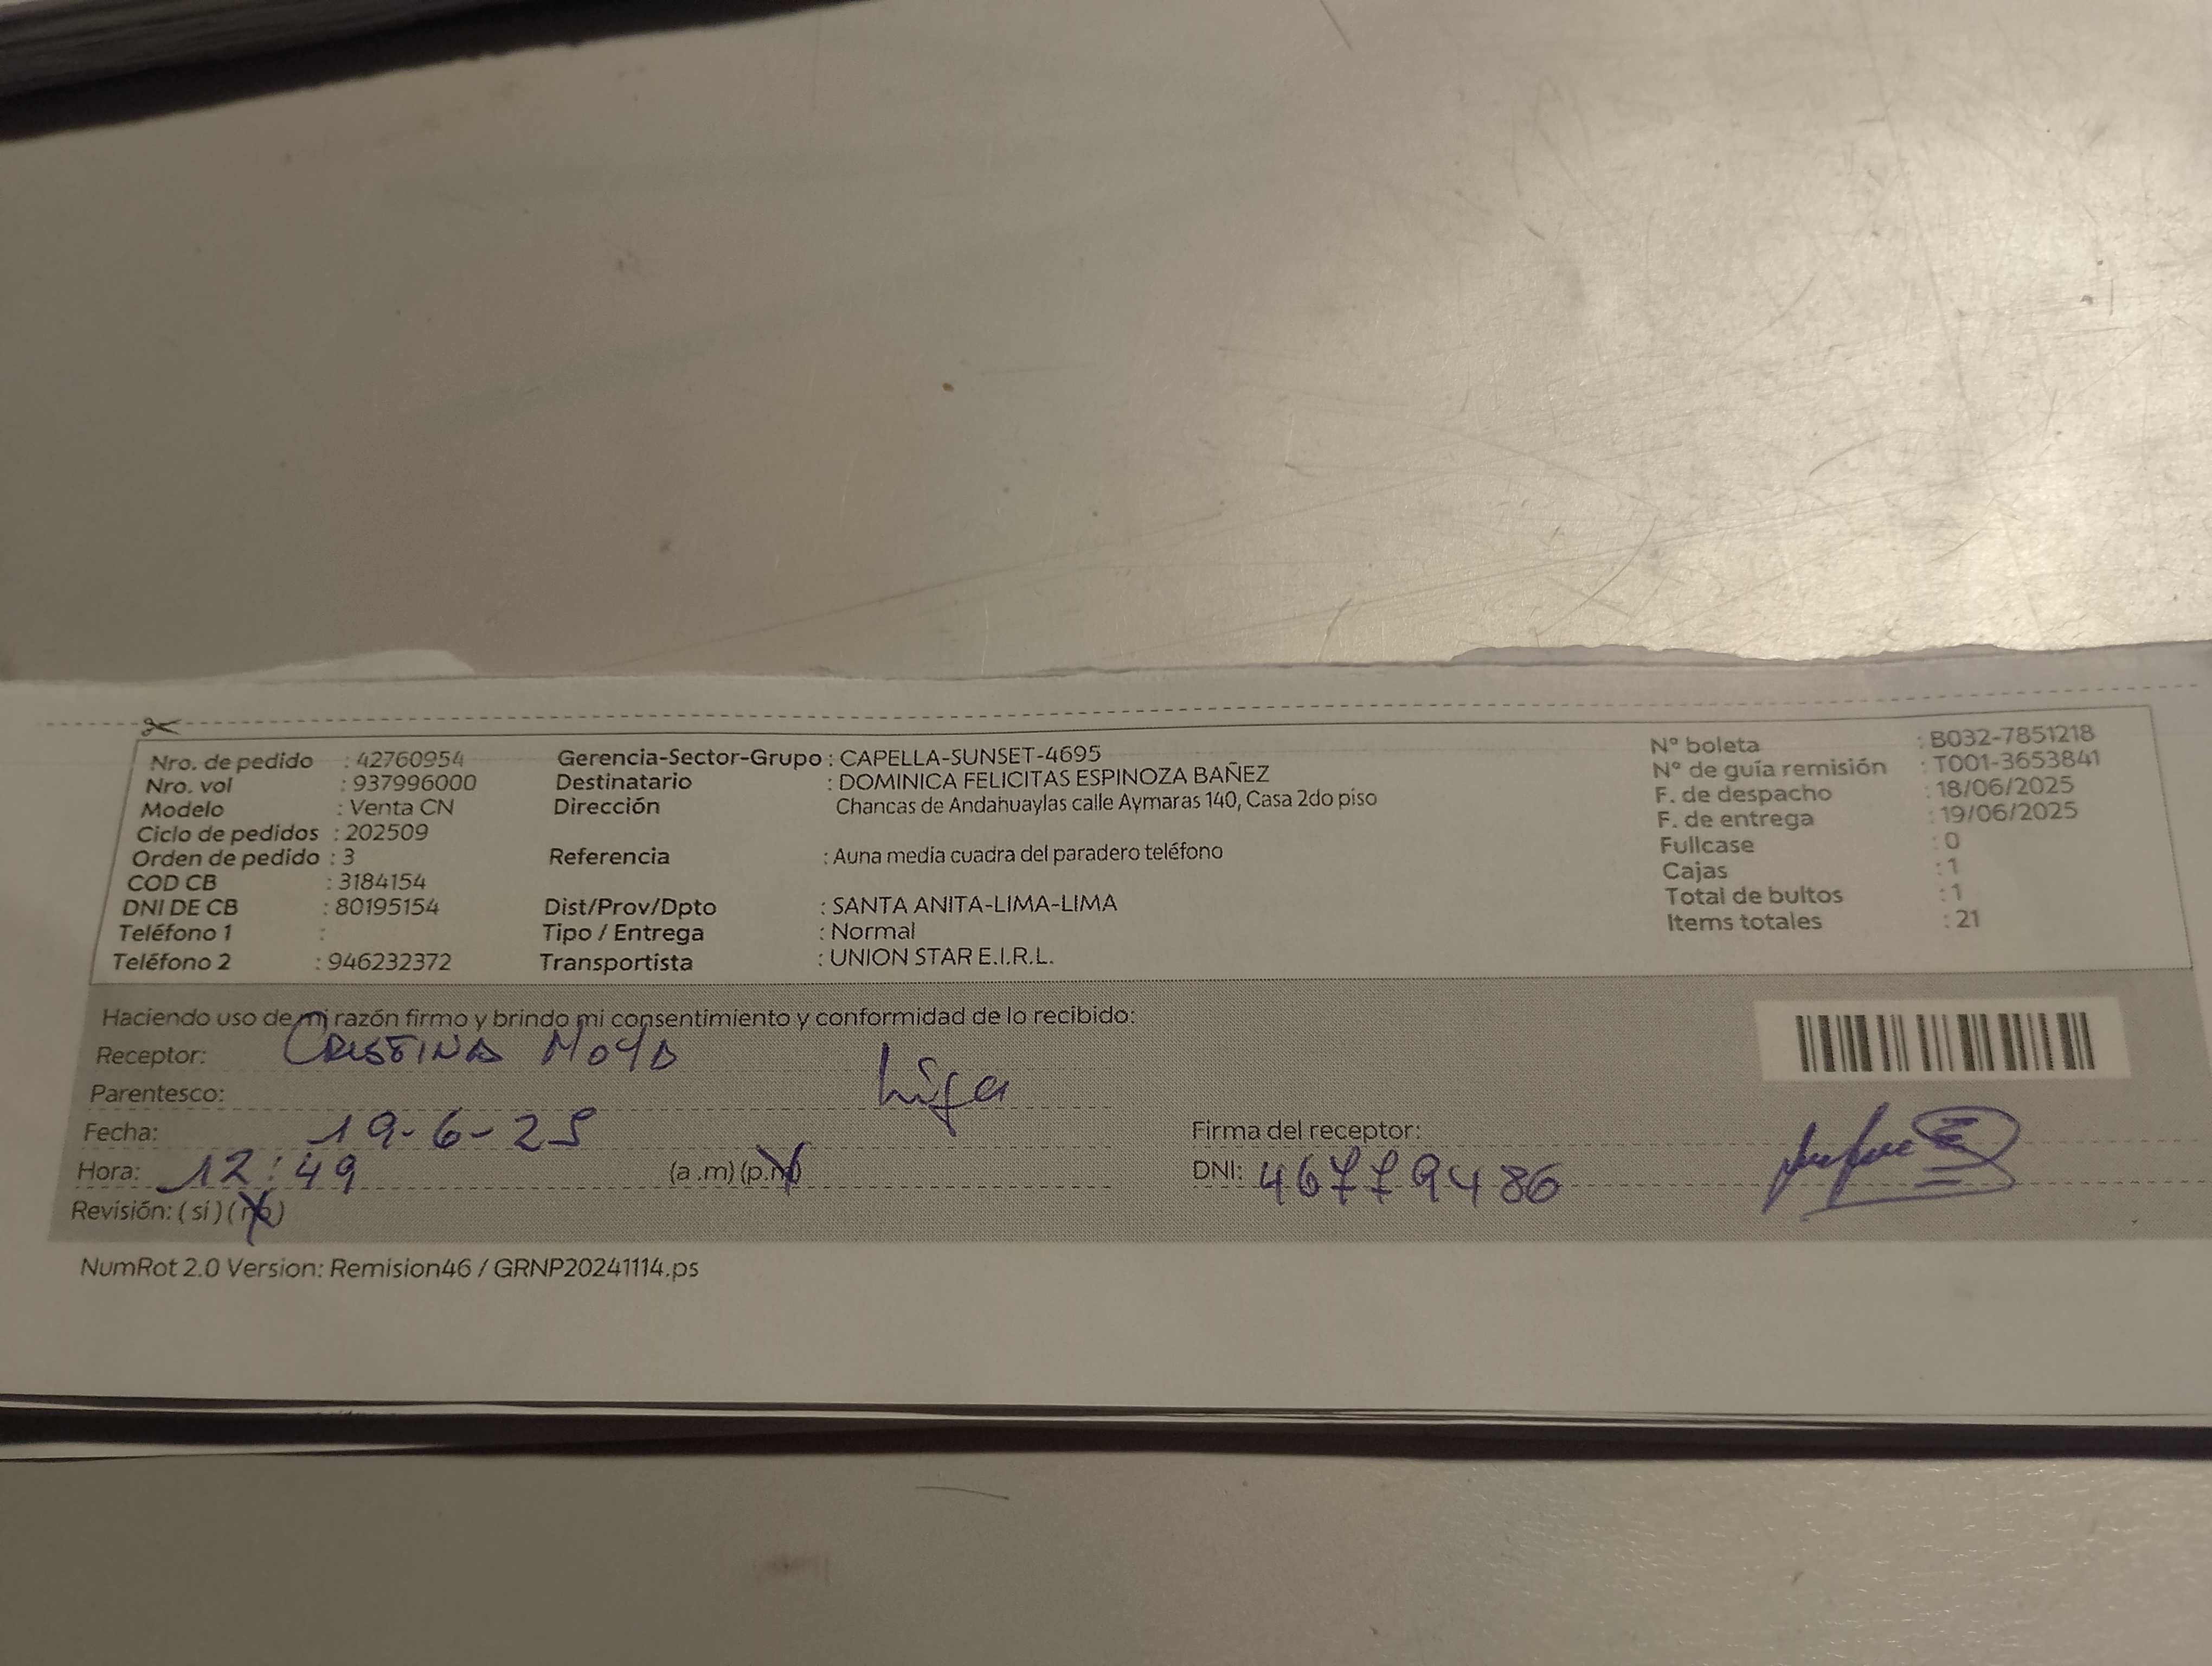 Nro. de pedido : 42760954
Nro. vol : 937996000
Modelo : Venta CN
Ciclo de pedidos : 202509
Orden de pedido : 3
COD CB : 3184154
DNI DE CB : 80195154
Teléfono 1 :
Teléfono 2 : 946232372
Gerencia-Sector-Grupo : CAPELLA-SUNSET-4695
Destinatario : DOMINICA FELICITAS ESPINOZA BAÑEZ
Dirección Chancas de Andahuaylas calle Aymaras 140, Casa 2do piso
Referencia : Auna media cuadra del paradero teléfono
Dist/Prov/Dpto : SANTA ANITA-LIMA-LIMA
Tipo / Entrega : Normal
Transportista : UNION STAR E.I.R.L.
N° boleta : B032-7851218
N° de guía remisión : T001-3653841
F. de despacho : 18/06/2025
F. de entrega : 19/06/2025
Fullcase : 0
Cajas : 1
Total de bultos : 1
Items totales : 21
Haciendo uso de mi razón firmo y brindo mi consentimiento y conformidad de lo recibido:
Receptor: CRISTINA MOYA
Parentesco: hija
Fecha: 19-6-25
Hora: 12:49 (a.m) (p.m)
Revisión: (si) (no)
Firma del receptor:
DNI: 46779486
NumRot 2.0 Version: Remision46 / GRNP20241114.ps